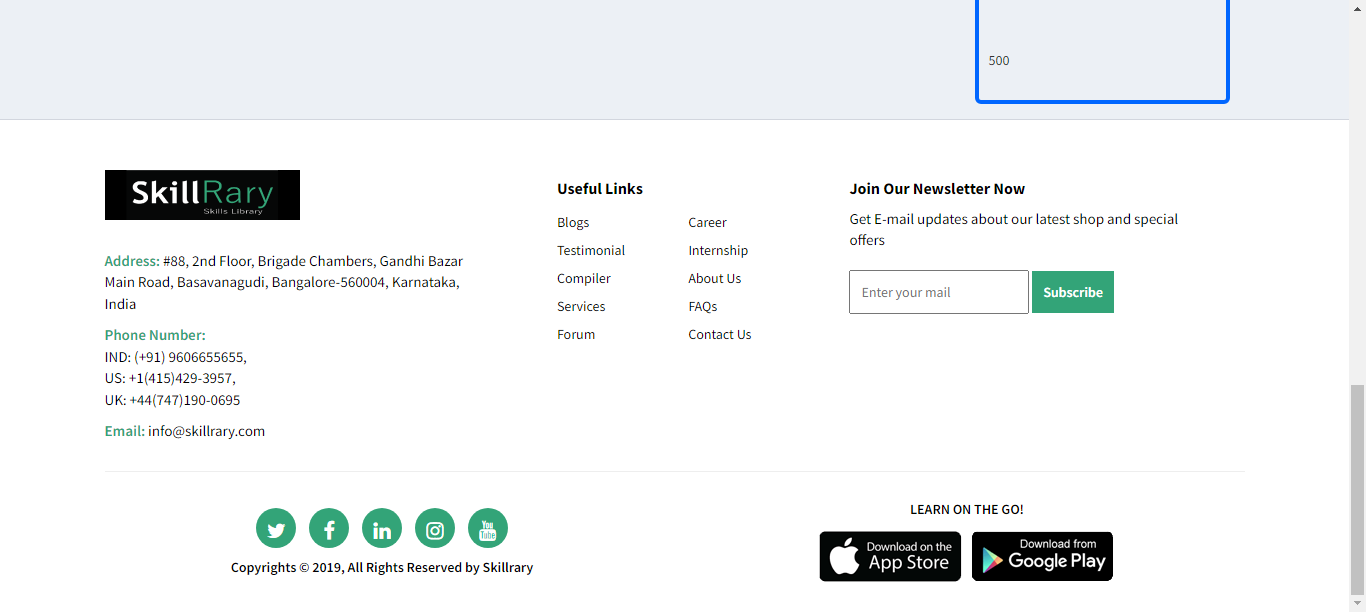 500
SkillRary
Skills Library
Address: #88, 2nd Floor, Brigade Chambers, Gandhi Bazar
Main Road, Basavanagudi, Bangalore-560004, Karnataka,
India
Phone Number:
IND: (+91) 9606655655,
US: +1(415)429-3957,
UK: +44(747)190-0695
Email: info@skillrary.com
Useful Links
Blogs
Testimonial
Compiler
Services
Forum
Career
Internship
About Us
FAQs
Contact Us
Join Our Newsletter Now
Get E-mail updates about our latest shop and special
offers
Enter your mail
Subscribe
You
Tube
Copyrights © 2019, All Rights Reserved by Skillrary
LEARN ON THE GO!
Download on the
App Store
Download from
Google Play